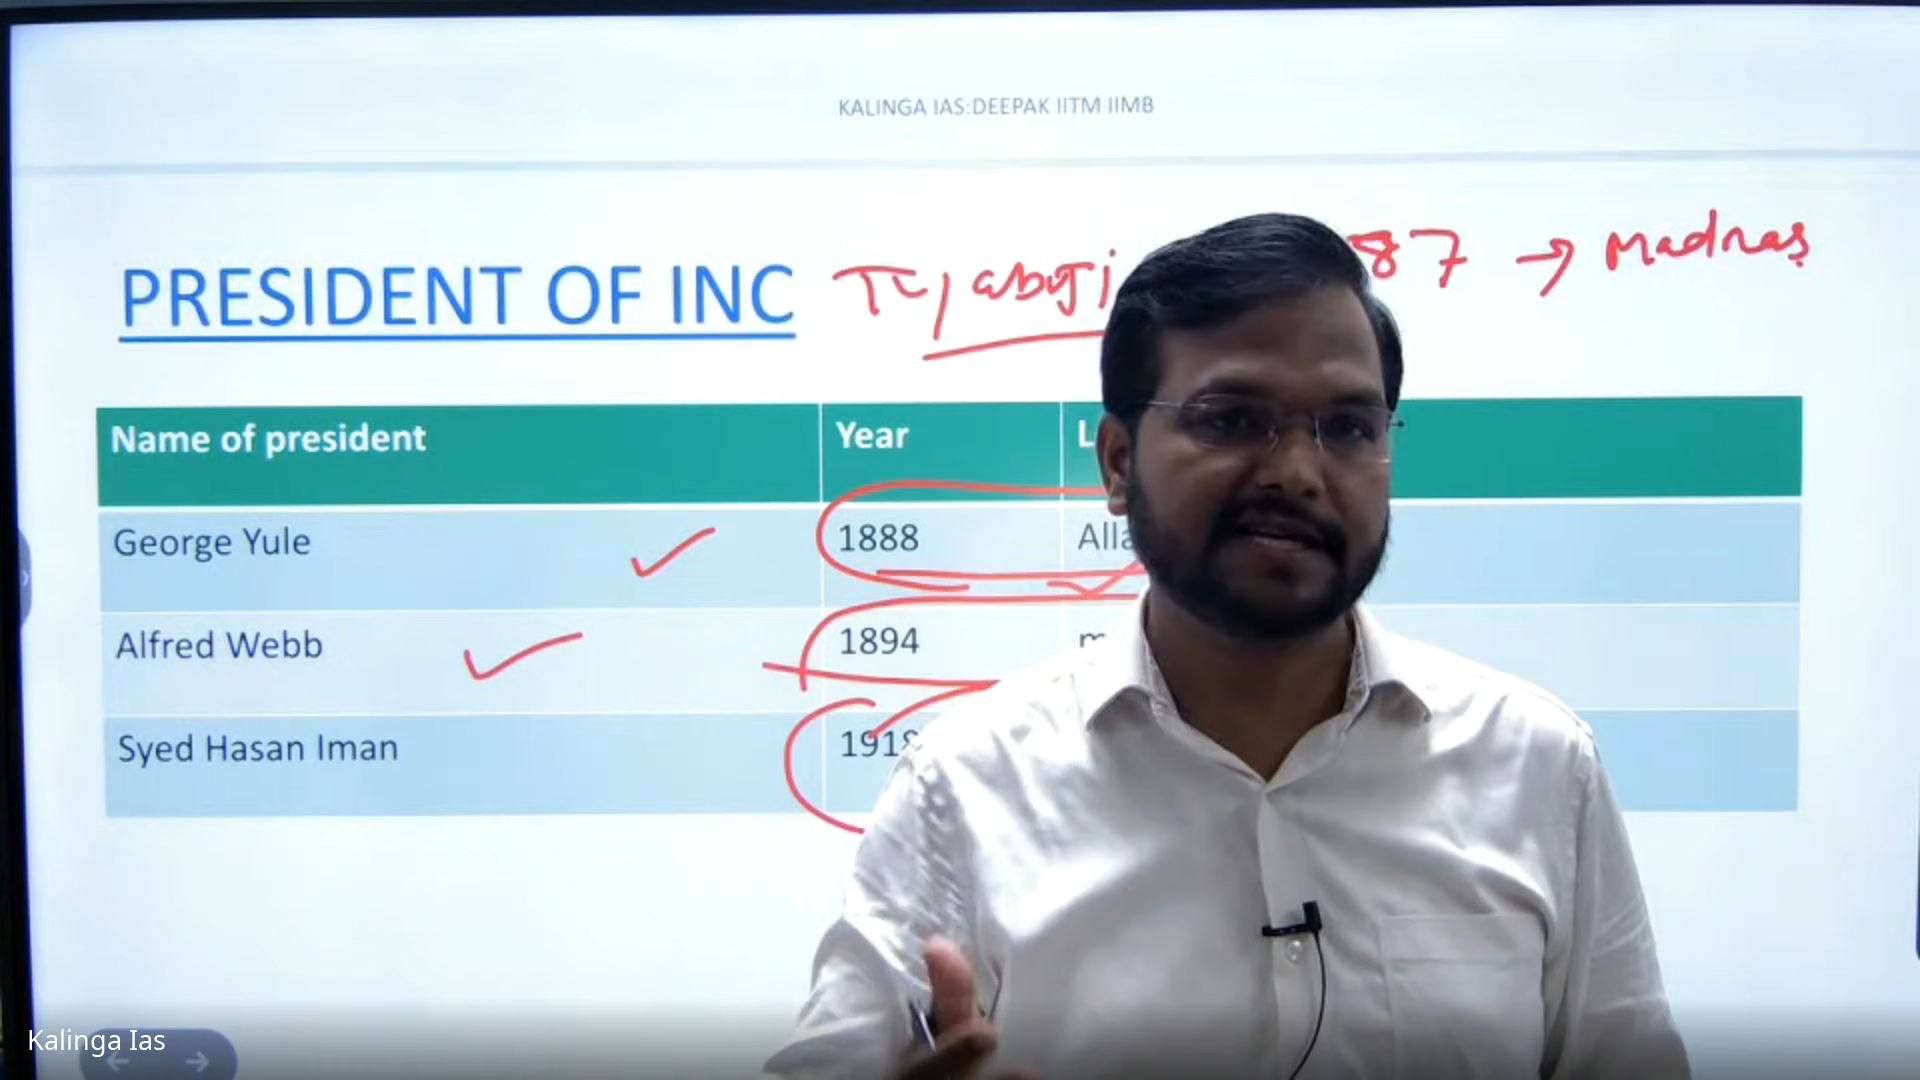 KALINGA IAS:DEEPAK IITM IIMB
PRESIDENT OF INC
Tyabji 87 → Madras
Name of president Year
George Yule 1888
Alfred Webb 1894
Syed Hasan Iman
Kalinga Ias